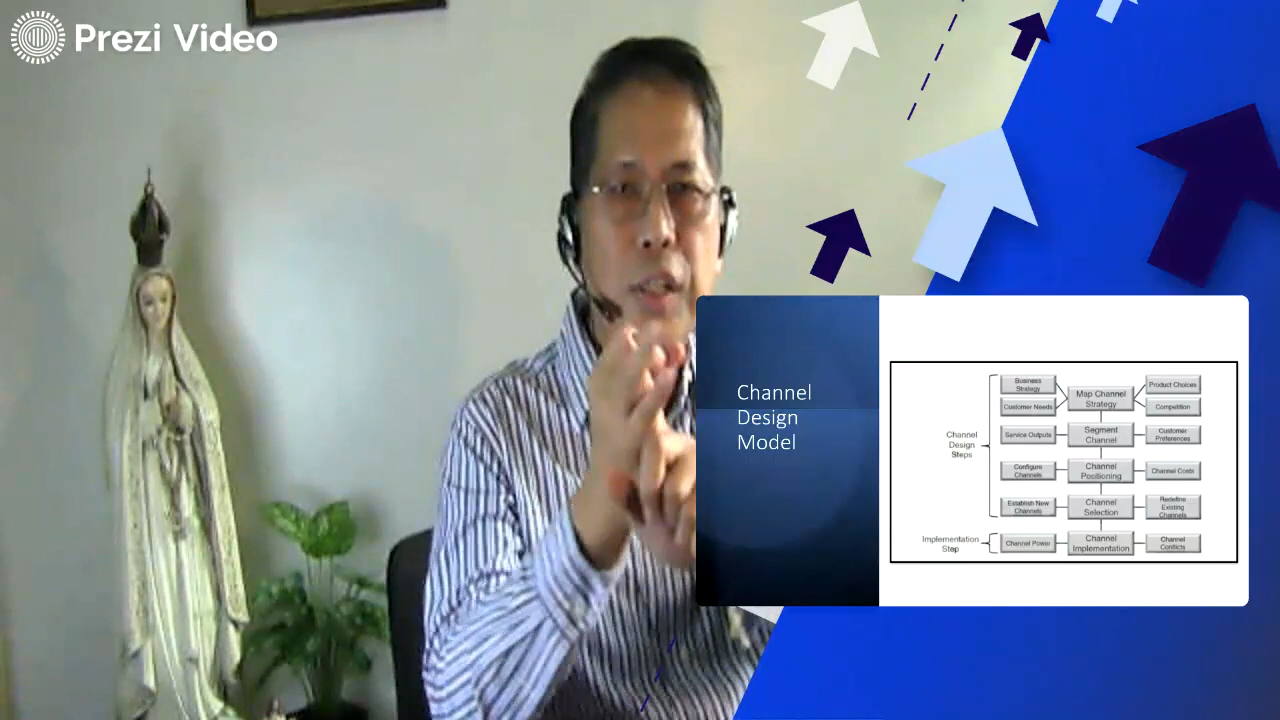 Prezi Video
Channel
Design
Model
Business
Strategy
Customer Needs
Map Channel
Strategy
Product Choices
Competition
Service Outputs
Segment
Channel
Customer
Preferences
Channel
Design
Steps
Configure
Channels
Channel
Positioning
Channel Costs
Establish New
Channels
Channel
Selection
Redefine
Existing
Channels
Implementation
Step
Channel Power
Channel
Implementation
Channel
Conflicts